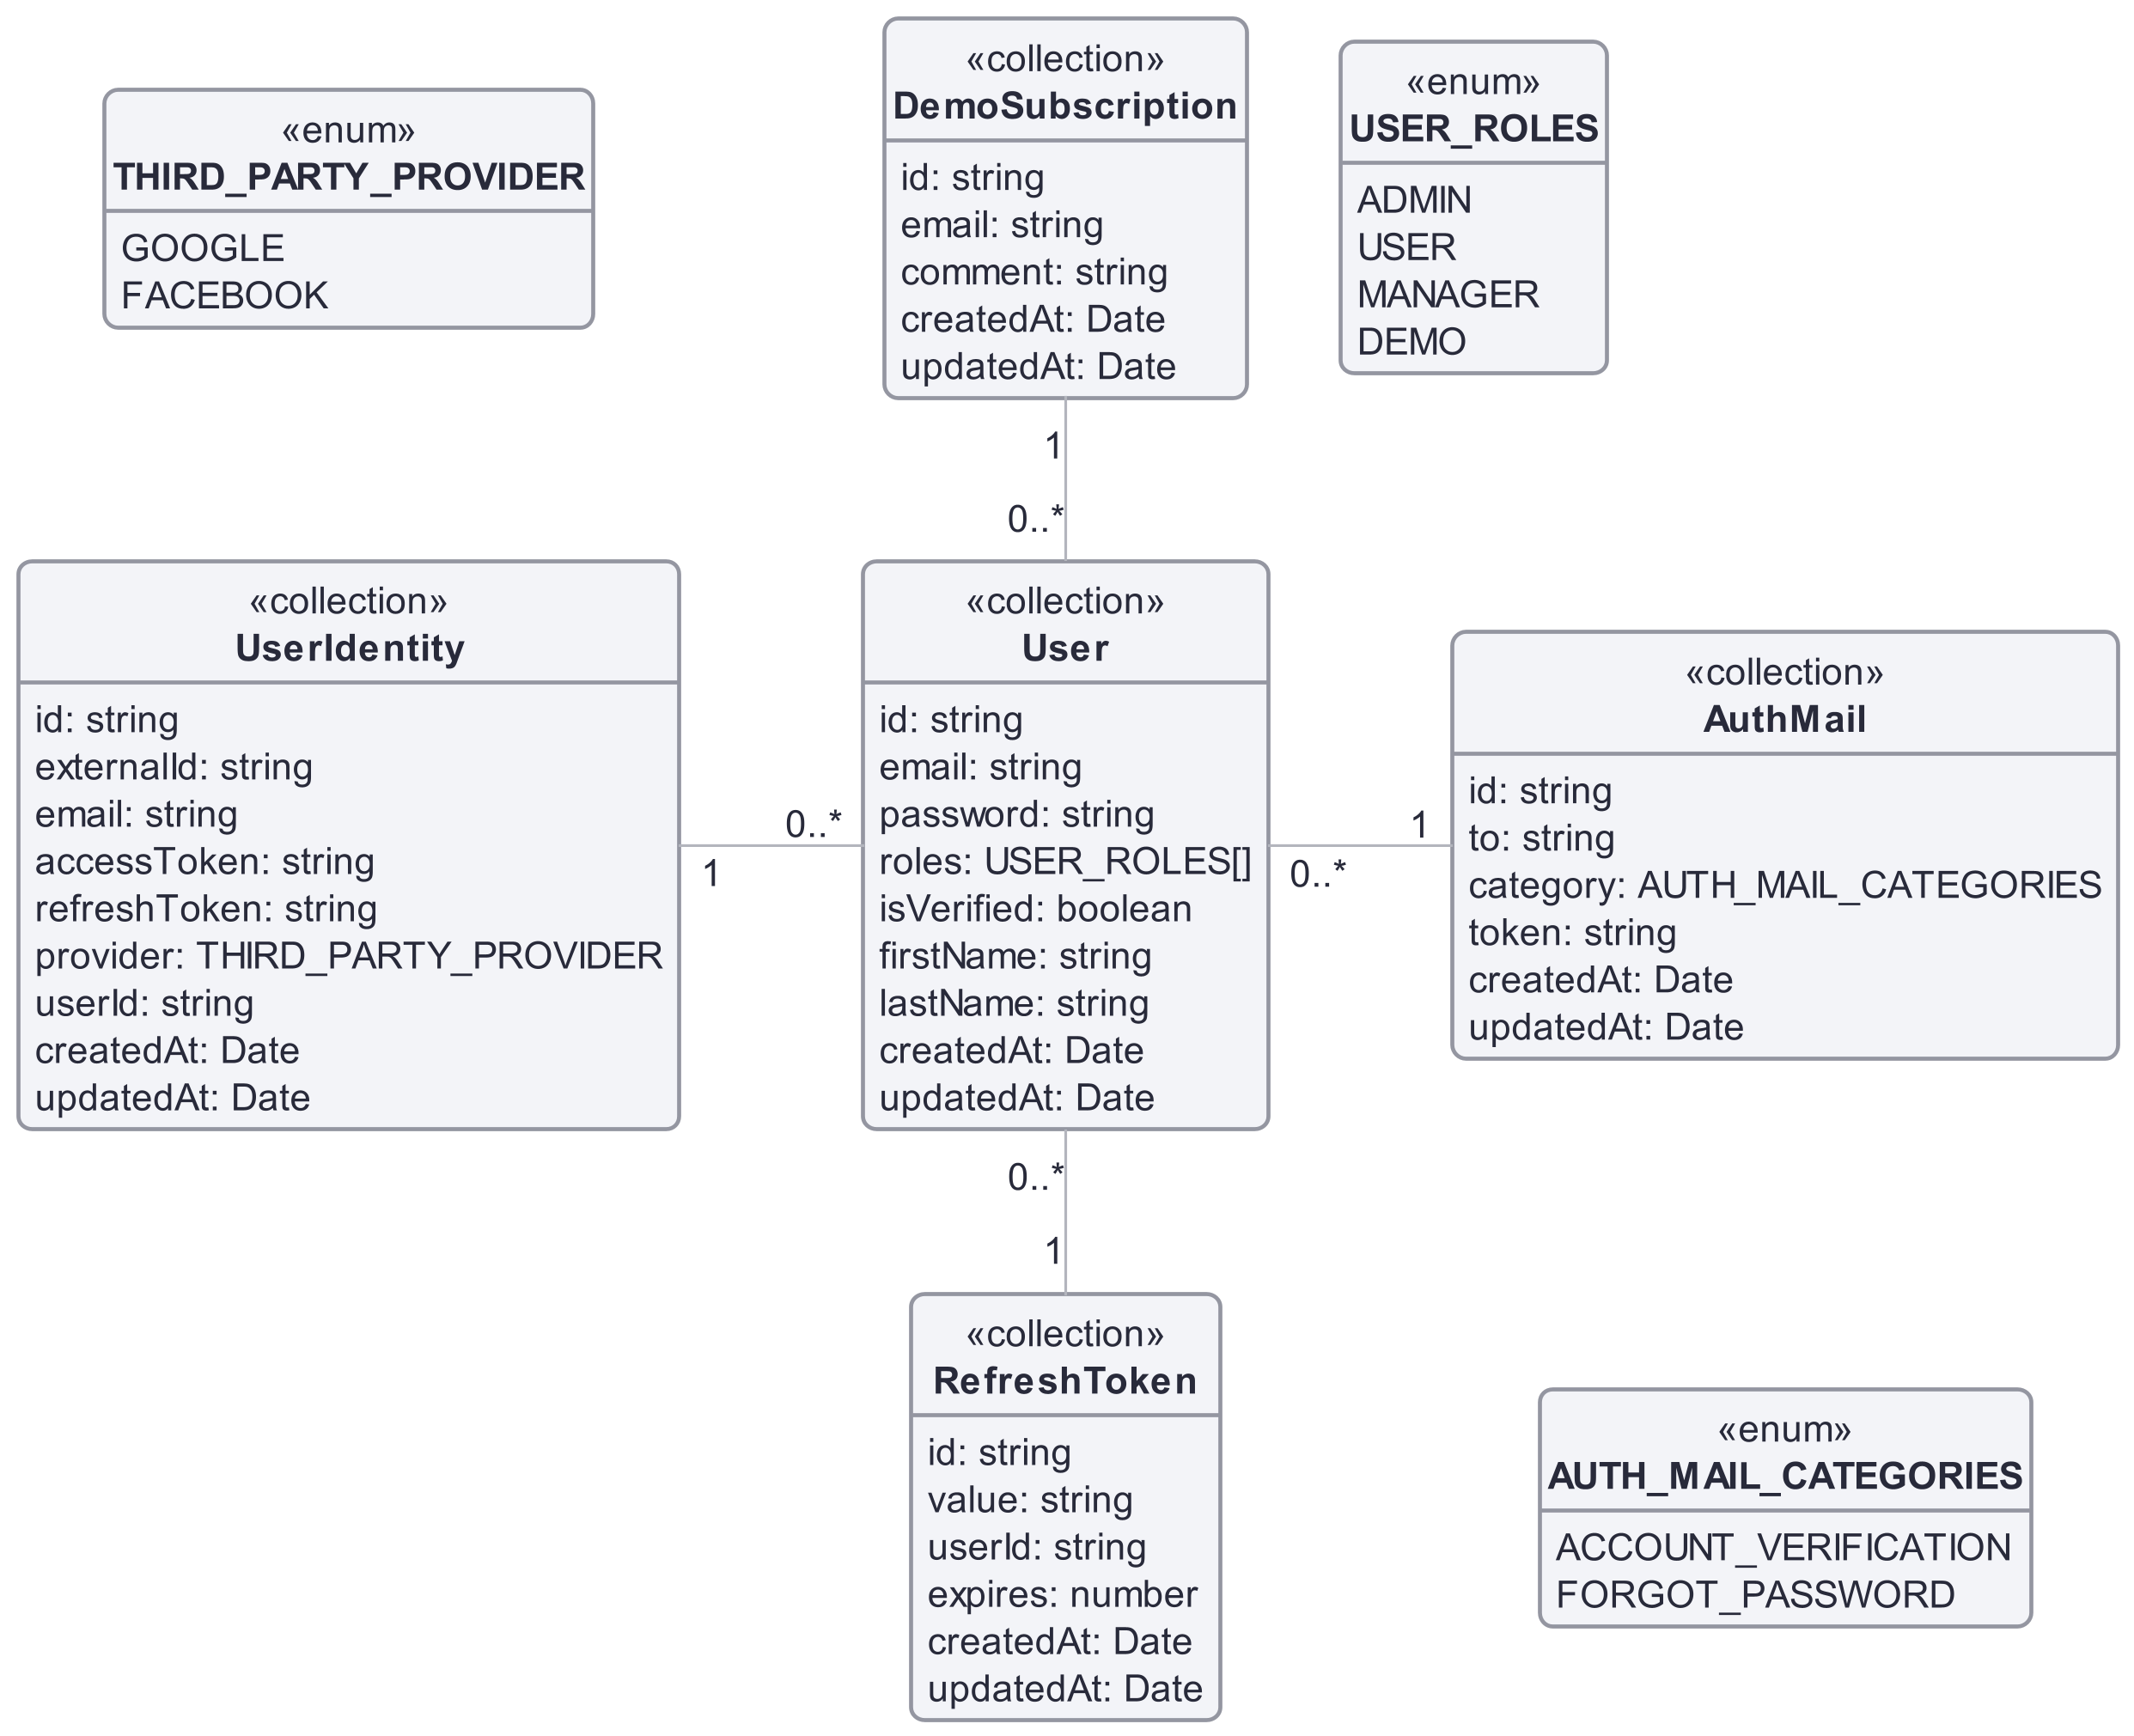 «enum»
THIRD_PARTY_PROVIDER
GOOGLE
FACEBOOK
«collection»
DemoSubscription
id: string
email: string
comment: string
createdAt: Date
updatedAt: Date
«enum»
USER_ROLES
ADMIN
USER
MANAGER
DEMO
1
0..*
«collection»
UserIdentity
id: string
externalId: string
email: string
accessToken: string
refreshToken: string
provider: THIRD_PARTY_PROVIDER
userId: string
createdAt: Date
updatedAt: Date
0..*
1
«collection»
User
id: string
email: string
password: string
roles: USER_ROLES[]
isVerified: boolean
firstName: string
lastName: string
createdAt: Date
updatedAt: Date
1
0..*
«collection»
AuthMail
id: string
to: string
category: AUTH_MAIL_CATEGORIES
token: string
createdAt: Date
updatedAt: Date
0..*
1
«collection»
RefreshToken
id: string
value: string
userId: string
expires: number
createdAt: Date
updatedAt: Date
«enum»
AUTH_MAIL_CATEGORIES
ACCOUNT_VERIFICATION
FORGOT_PASSWORD